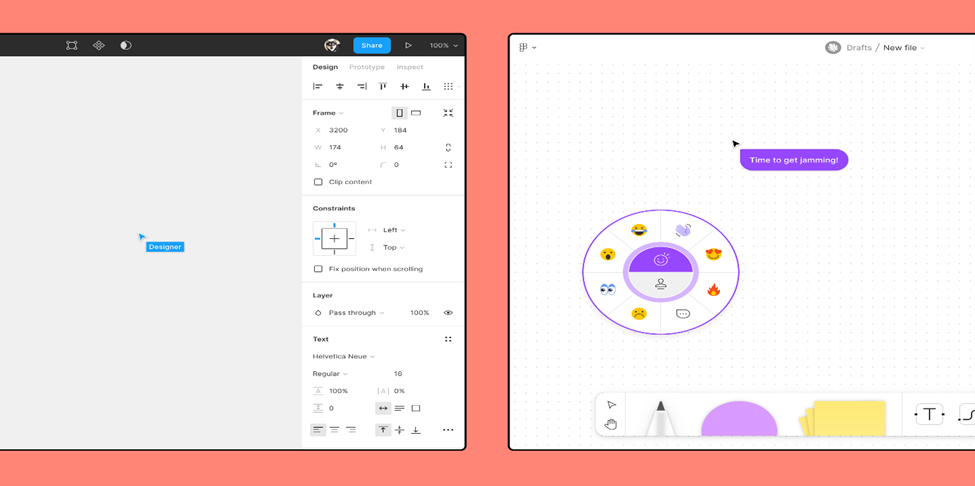 Share
100%
Design Prototype Inspect
Frame
X 3200 Y 184
W 174 H 64
0° 0
Clip content
Constraints
Left
Top
Fix position when scrolling
Layer
Pass through 100%
Text
Helvetica Neue
Regular 16
100% |A| 0%
0
Designer
Drafts / New file
Time to get jamming!
T